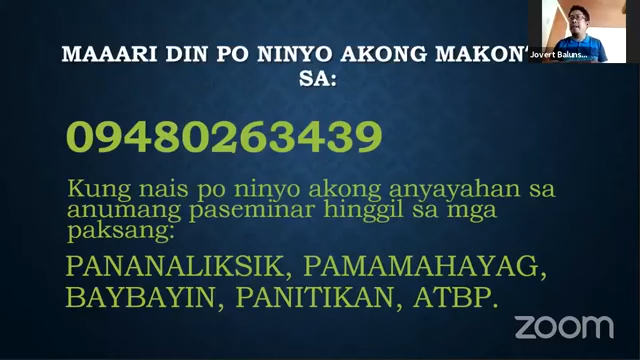 MAAARI DIN PO NINYO AKONG
SA:
09480263439
Kung nais po ninyo akong anyayahan sa
anumang paseminar hinggil sa mga
paksang:
PANANALIKSIK, PAMAMAHAYAG,
BAYBAYIN, PANITIKAN, ATBP.
Jovert Baluns...
zoom